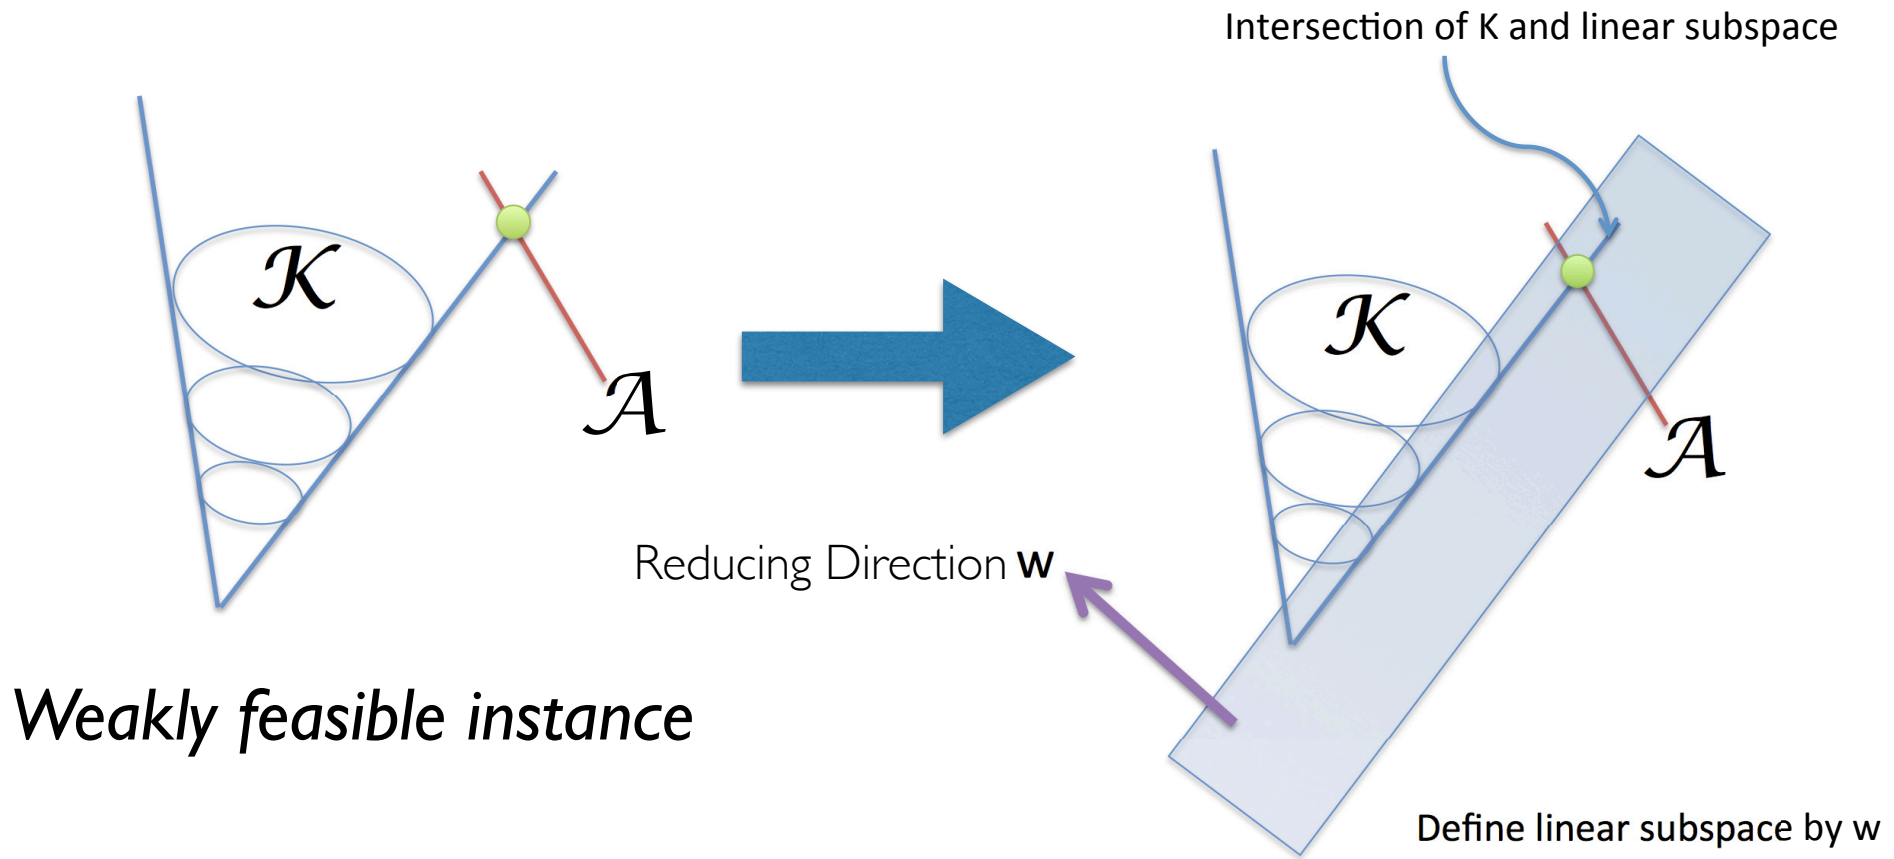 Intersection of K and linear subspace
𝒦
𝒜
Weakly feasible instance
𝒦
𝒜
Reducing Direction w
Define linear subspace by w